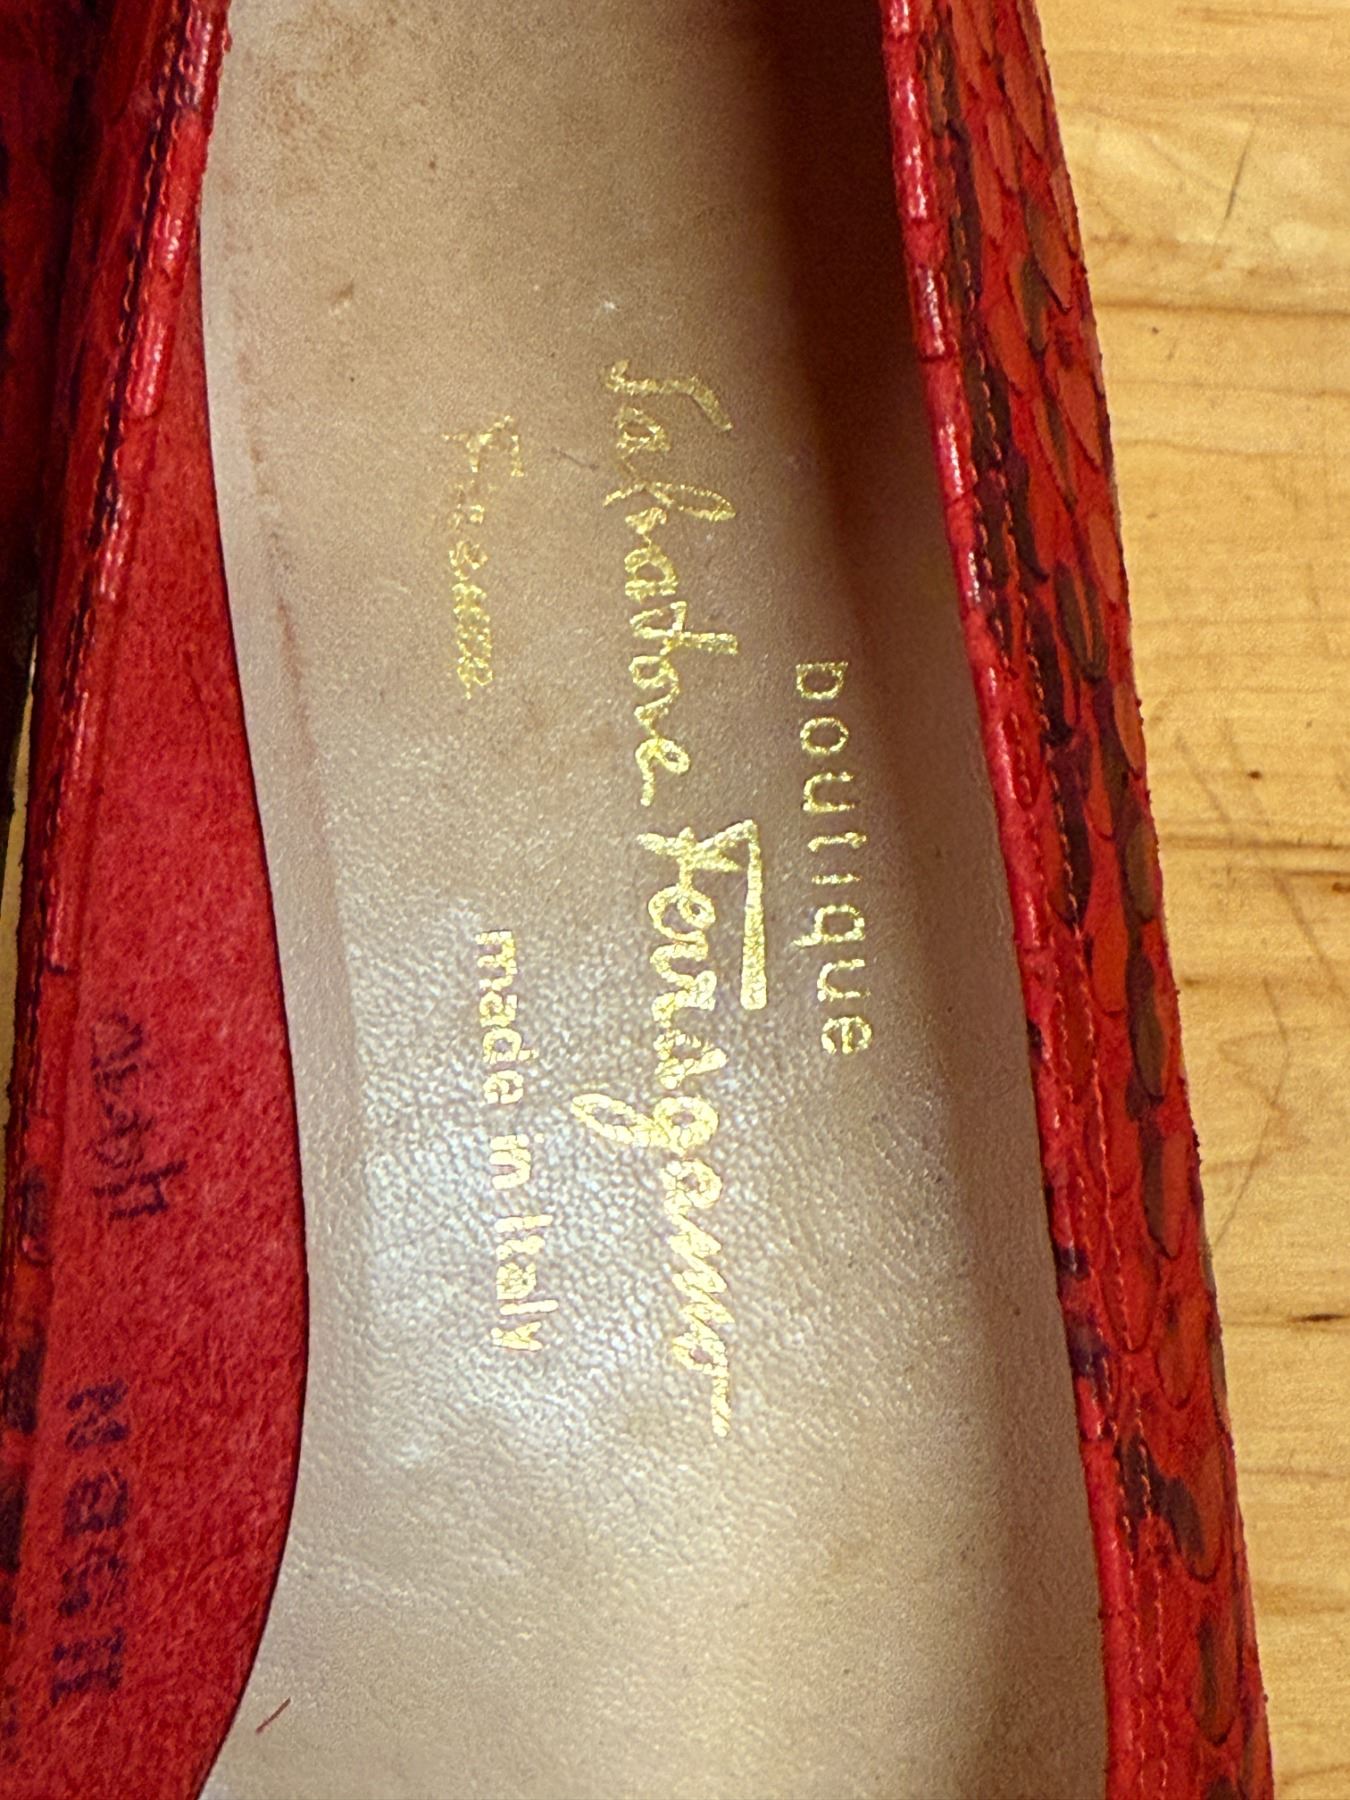 boutique
Salvatore Ferragamo
Firenze
made in Italy